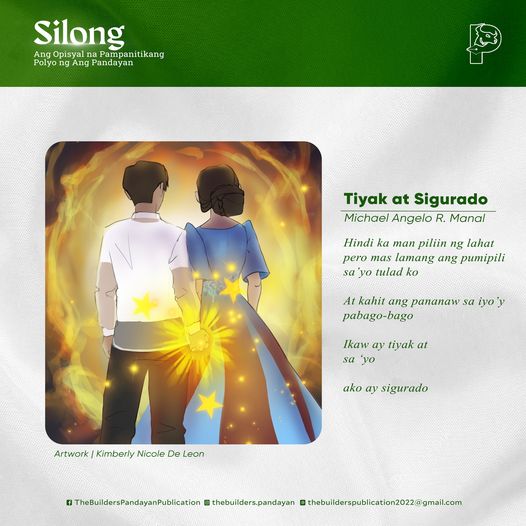 Silong
Ang Opisyal na Pampanitikang
Polyo ng Ang Pandayan
Tiyak at Sigurado
Michael Angelo R. Manal
Hindi ka man piliin ng lahat
pero mas lamang ang pumipili
sa'yo tulad ko
At kahit ang pananaw sa iyo'y
pabago-bago
Ikaw ay tiyak at
sa 'yo
ako ay sigurado
Artwork | Kimberly Nicole De Leon
TheBuildersPandayanPublication thebuilders.pandayan thebuilderspublication2022@gmail.com